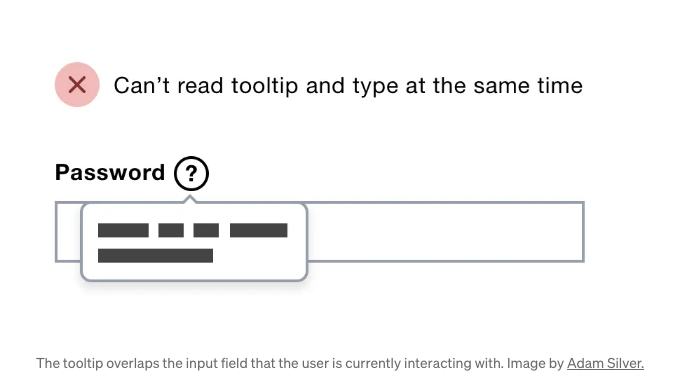 Can’t read tooltip and type at the same time
Password ?
The tooltip overlaps the input field that the user is currently interacting with. Image by Adam Silver.